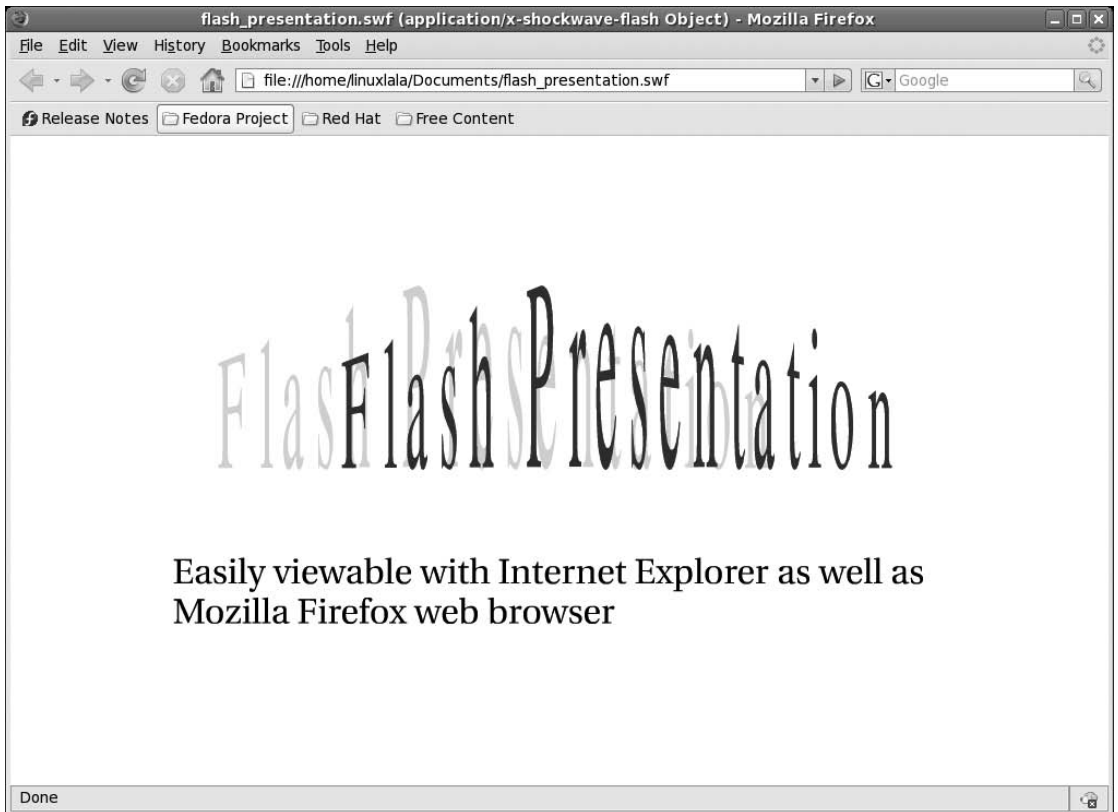 flash_presentation.swf (application/x-shockwave-flash Object) - Mozilla Firefox
File Edit View History Bookmarks Tools Help
file:///home/linuxlala/Documents/flash_presentation.swf G Google
Release Notes Fedora Project Red Hat Free Content
Flash Presentation
Easily viewable with Internet Explorer as well as
Mozilla Firefox web browser
Done